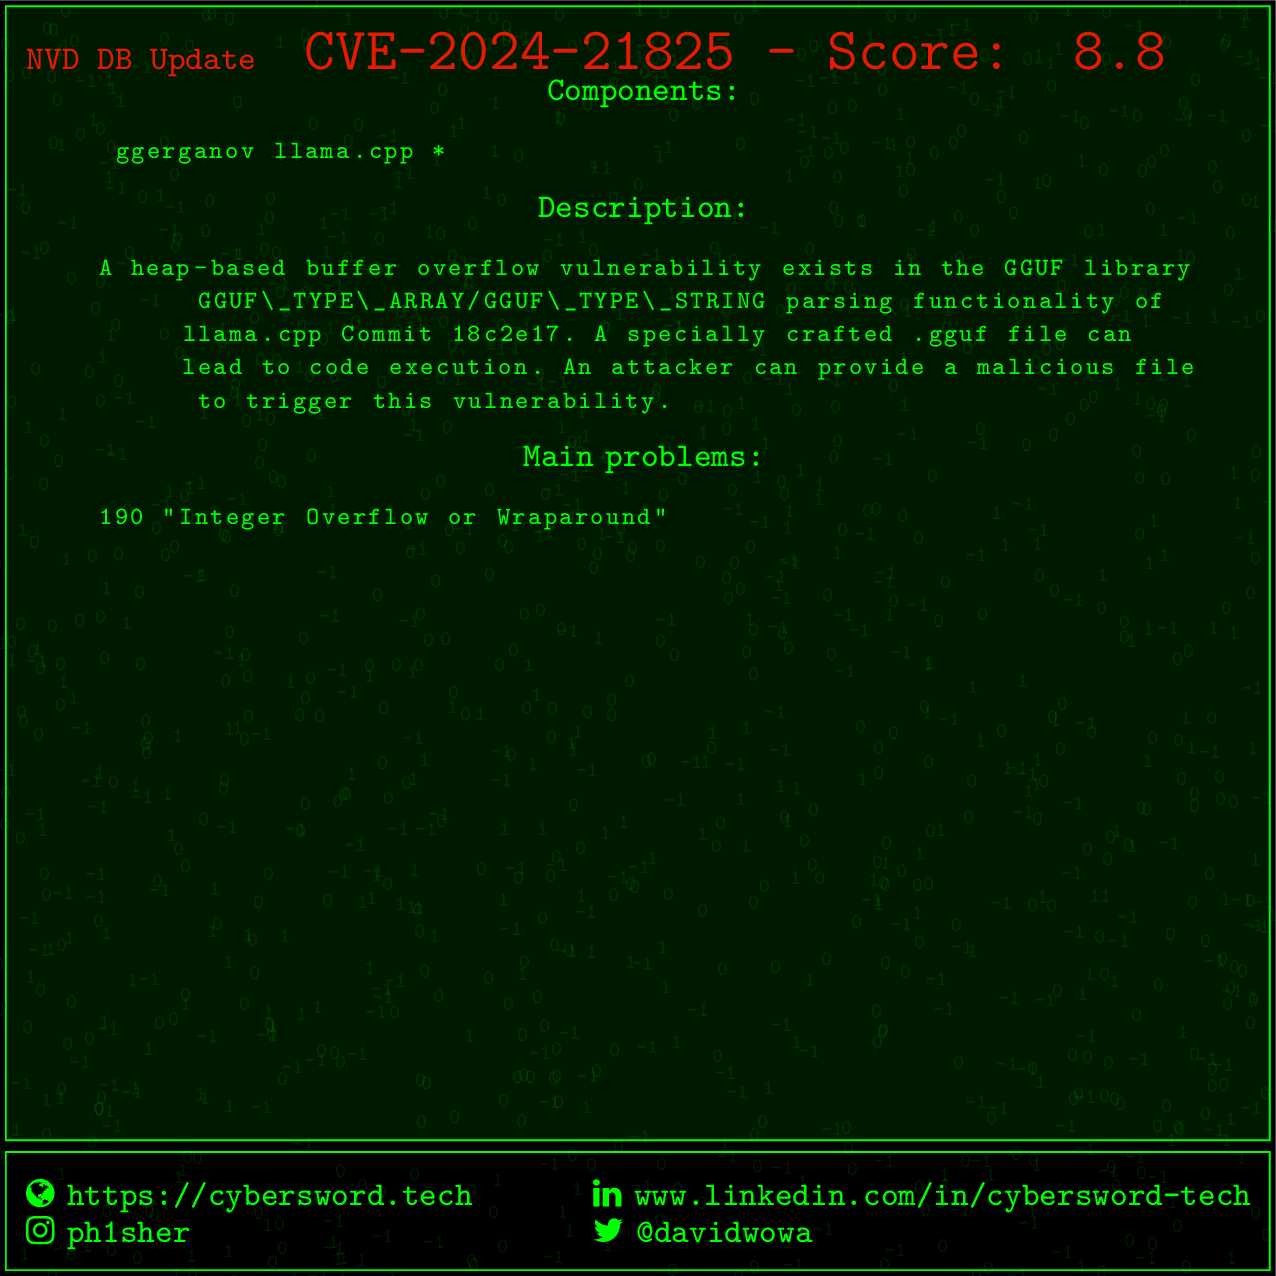 NVD DB Update CVE-2024-21825 - Score: 8.8
Components:
ggerganov llama.cpp *
Description:
A heap-based buffer overflow vulnerability exists in the GGUF library
GGUF\_TYPE\_ARRAY/GGUF\_TYPE\_STRING parsing functionality of
llama.cpp Commit 18c2e17. A specially crafted .gguf file can
lead to code execution. An attacker can provide a malicious file
to trigger this vulnerability.
Main problems:
190 "Integer Overflow or Wraparound"
https://cybersword.tech
www.linkedin.com/in/cybersword-tech
ph1sher
@davidwowa